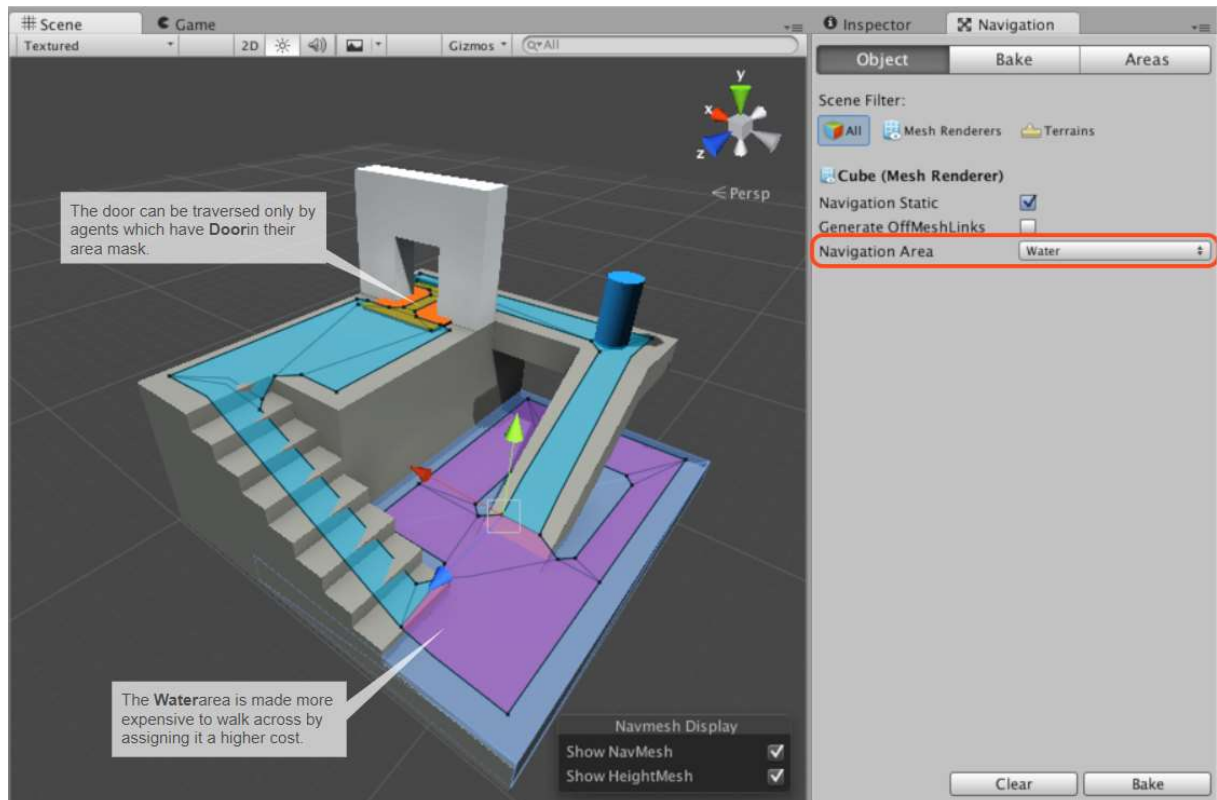 Scene
Game
Textured
2D
Gizmos
All
y
x
z
Persp
The door can be traversed only by
agents which have Doorin their
area mask.
The Waterarea is made more
expensive to walk across by
assigning it a higher cost.
Navmesh Display
Show NavMesh
Show HeightMesh
Inspector
Navigation
Object
Bake
Areas
Scene Filter:
All
Mesh Renderers
Terrains
Cube (Mesh Renderer)
Navigation Static
Generate OffMeshLinks
Navigation Area
Water
Clear
Bake